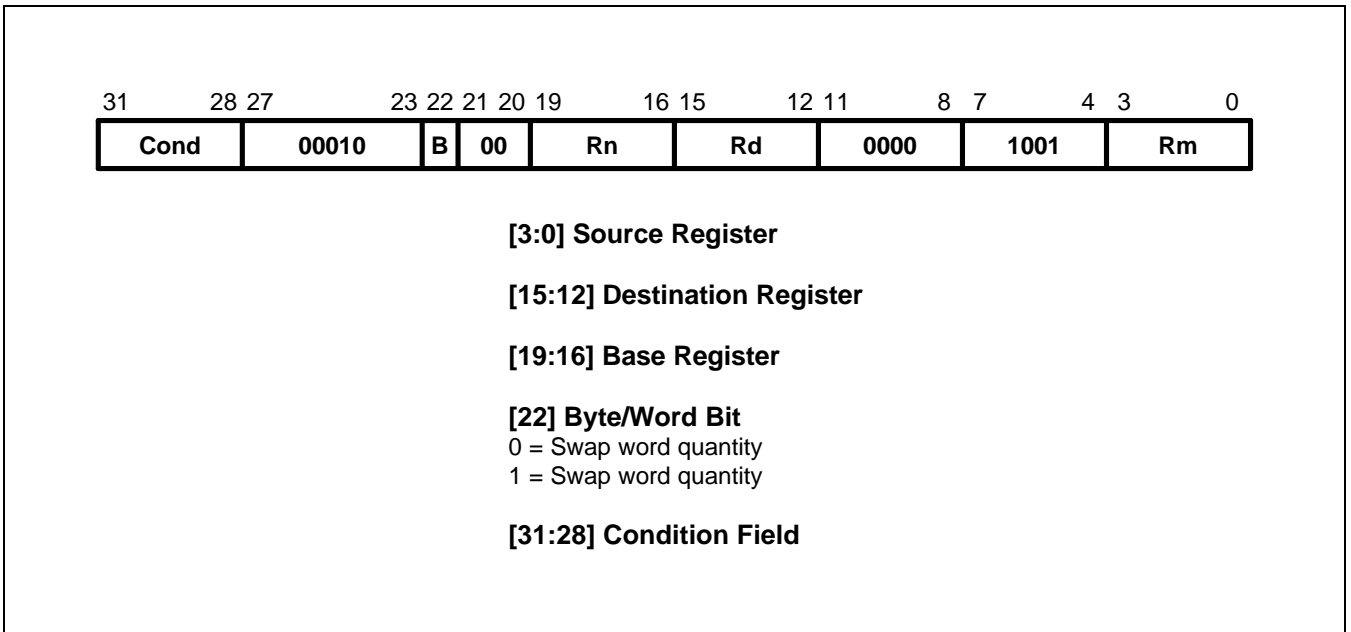 31 28 27 23 22 21 20 19 16 15 12 11 8 7 4 3 0
Cond 00010 B 00 Rn Rd 0000 1001 Rm
[3:0] Source Register
[15:12] Destination Register
[19:16] Base Register
[22] Byte/Word Bit
0 = Swap word quantity
1 = Swap word quantity
[31:28] Condition Field